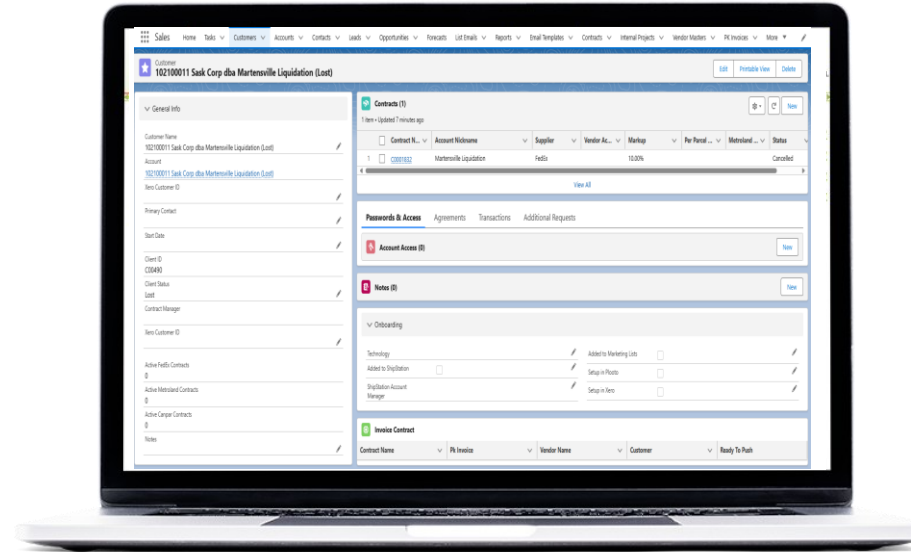 Sales Home Tasks Customers Accounts Contacts Leads Opportunities Forecasts List Emails Reports Email Templates Contracts Internal Projects Vendor Masters PK Invoices More
Customer
102100011 Sask Corp dba Martensville Liquidation (Lost)
Edit Printable View Delete
General Info
Customer Name
102100011 Sask Corp dba Martensville Liquidation (Lost)
Account
102100011 Sask Corp dba Martensville Liquidation (Lost)
Xero Customer ID
Primary Contact
Start Date
Client ID
C00490
Client Status
Lost
Contract Manager
Xero Customer ID
Active FedEx Contracts
0
Active Metroland Contracts
0
Active Canpar Contracts
0
Notes
Contracts (1)
New
1 item • Updated 7 minutes ago
Contract N... Account Nickname Supplier Vendor Ac... Markup Per Parcel ... Metroland ... Status
1 C0001632 Martensville Liquidation FedEx 10.00% Cancelled
View All
Passwords & Access Agreements Transactions Additional Requests
Account Access (0)
New
Notes (0)
New
Onboarding
Technology
Added to Marketing Lists
Added to ShipStation
Setup in Plooto
ShipStation Account Manager
Setup in Xero
Invoice Contract
Contract Name Pk Invoice Vendor Name Customer Ready To Push